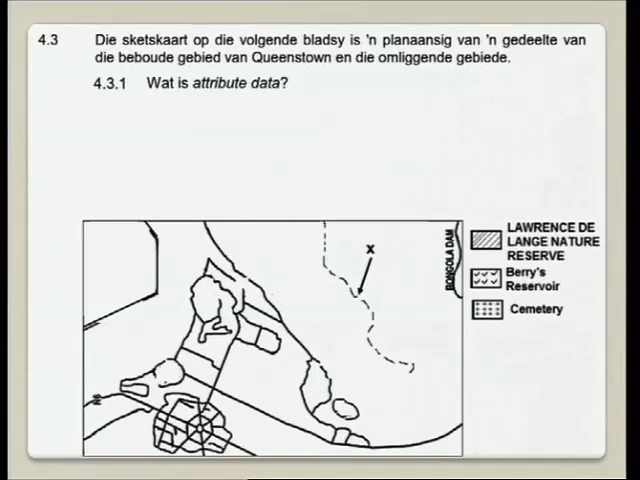 4.3 Die sketskaart op die volgende bladsy is 'n planaansig van 'n gedeelte van
die beboude gebied van Queenstown en die omliggende gebiede.
4.3.1 Wat is attribute data?
X
BONGOLA DAM
LAWRENCE DE
LANGE NATURE
RESERVE
Berry's
Reservoir
Cemetery